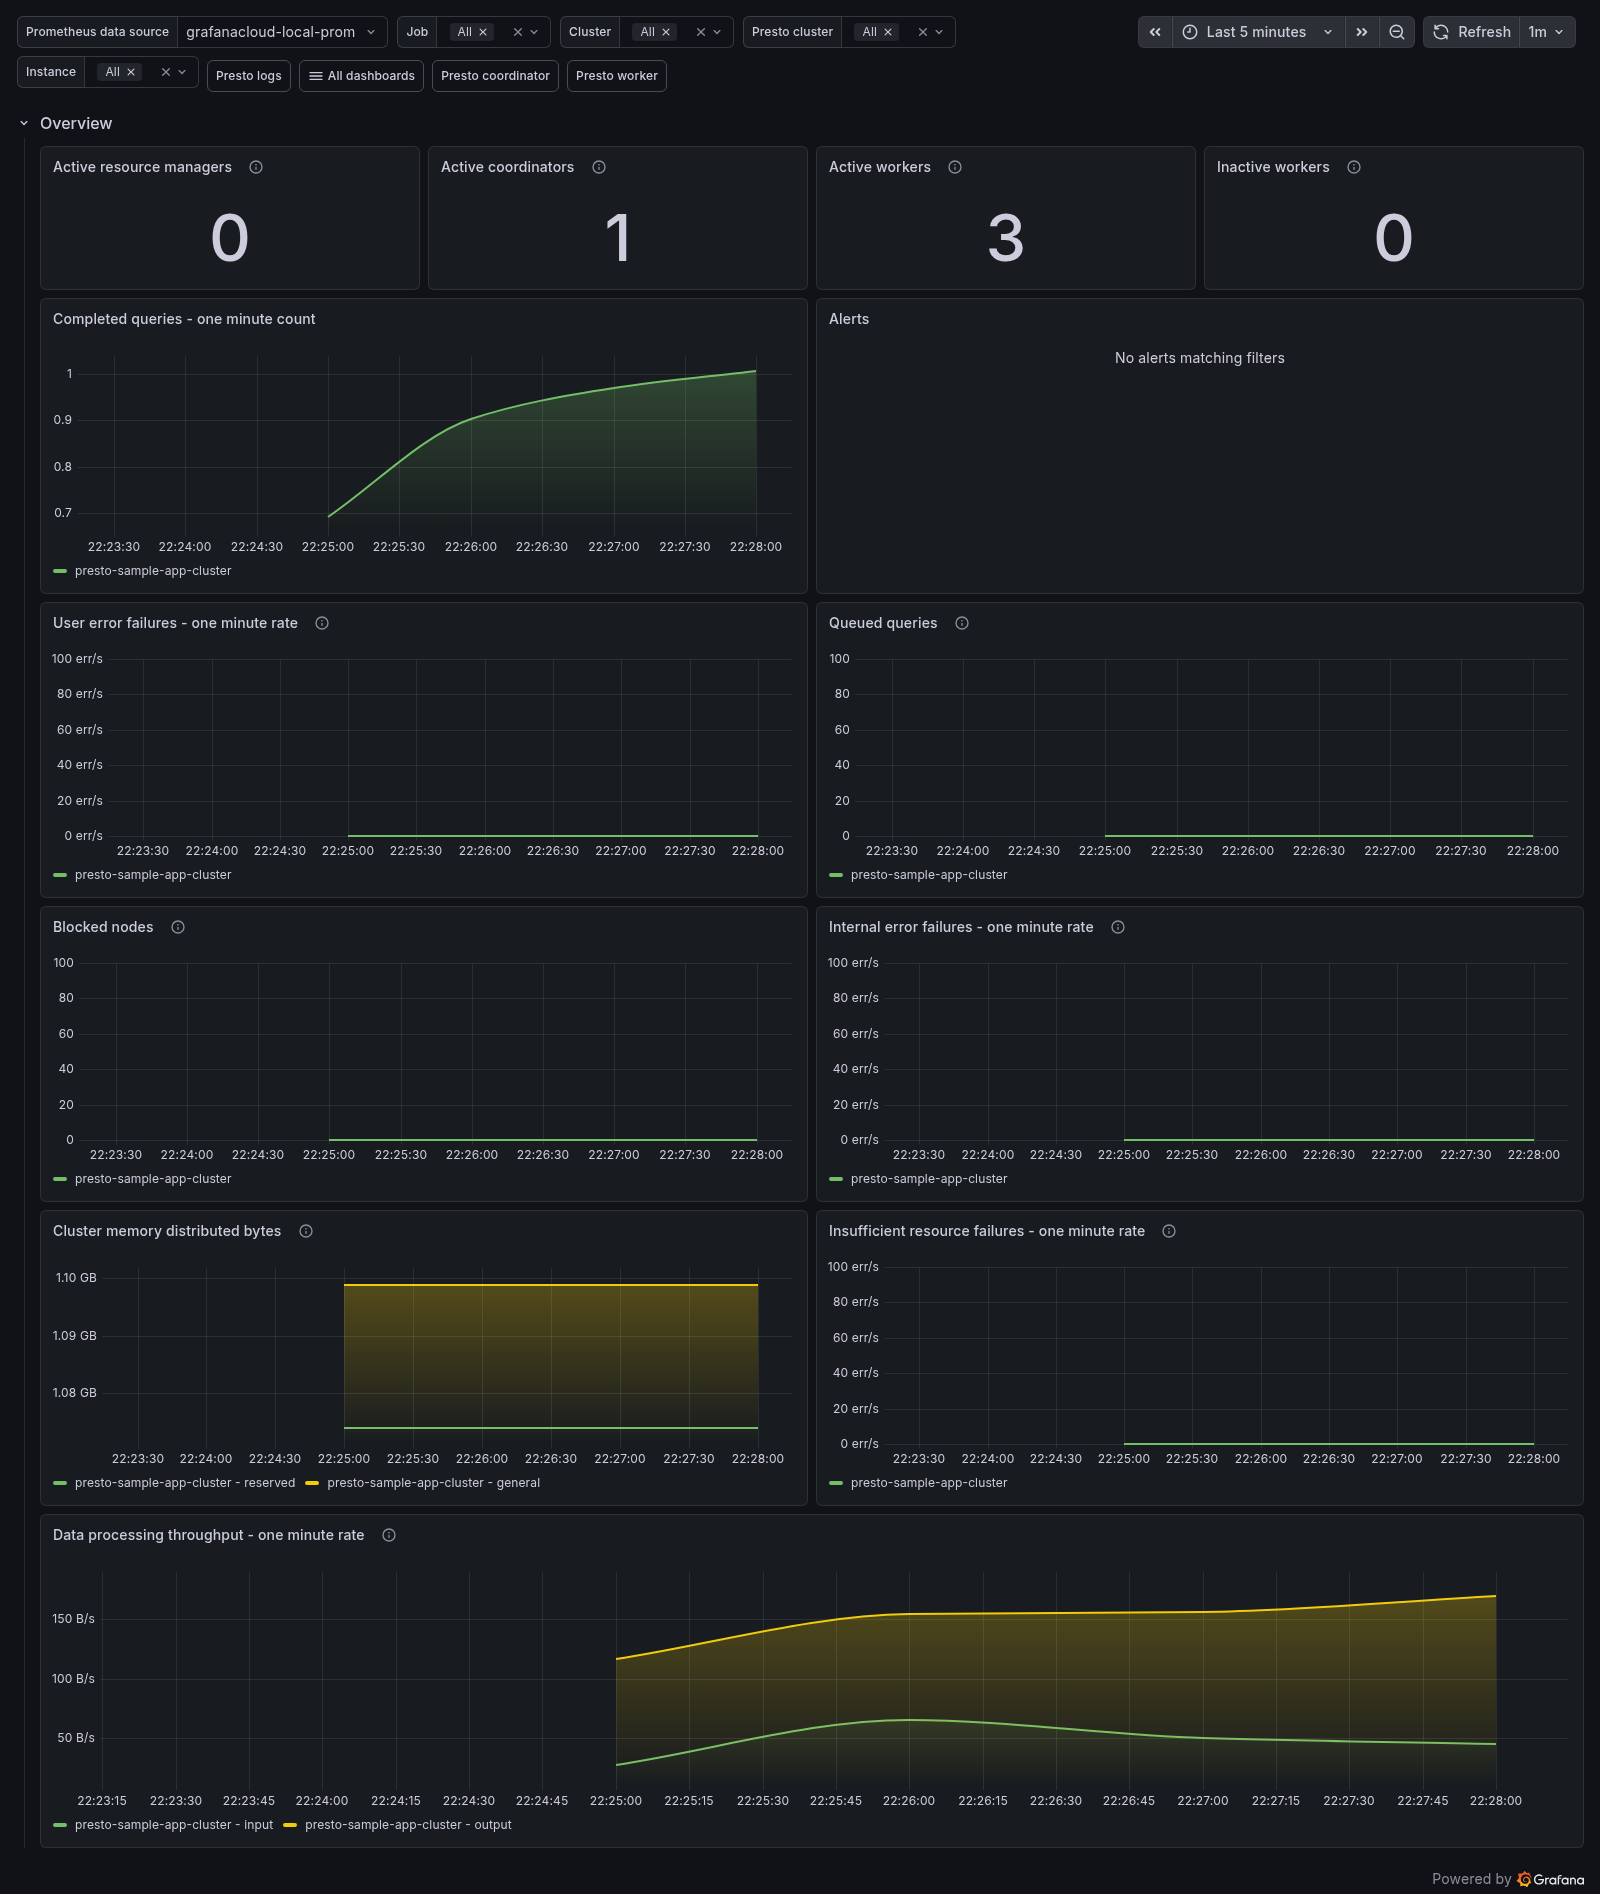 Prometheus data source grafanacloud-local-prom Job All Cluster All Presto cluster All Last 5 minutes Refresh 1m
Instance All Presto logs All dashboards Presto coordinator Presto worker
Overview
Active resource managers
0
Active coordinators
1
Active workers
3
Inactive workers
0
Completed queries - one minute count
1
0.9
0.8
0.7
22:23:30 22:24:00 22:24:30 22:25:00 22:25:30 22:26:00 22:26:30 22:27:00 22:27:30 22:28:00
presto-sample-app-cluster
Alerts
No alerts matching filters
User error failures - one minute rate
100 err/s
80 err/s
60 err/s
40 err/s
20 err/s
0 err/s
22:23:30 22:24:00 22:24:30 22:25:00 22:25:30 22:26:00 22:26:30 22:27:00 22:27:30 22:28:00
presto-sample-app-cluster
Queued queries
100
80
60
40
20
0
22:23:30 22:24:00 22:24:30 22:25:00 22:25:30 22:26:00 22:26:30 22:27:00 22:27:30 22:28:00
presto-sample-app-cluster
Blocked nodes
100
80
60
40
20
0
22:23:30 22:24:00 22:24:30 22:25:00 22:25:30 22:26:00 22:26:30 22:27:00 22:27:30 22:28:00
presto-sample-app-cluster
Internal error failures - one minute rate
100 err/s
80 err/s
60 err/s
40 err/s
20 err/s
0 err/s
22:23:30 22:24:00 22:24:30 22:25:00 22:25:30 22:26:00 22:26:30 22:27:00 22:27:30 22:28:00
presto-sample-app-cluster
Cluster memory distributed bytes
1.10 GB
1.09 GB
1.08 GB
22:23:30 22:24:00 22:24:30 22:25:00 22:25:30 22:26:00 22:26:30 22:27:00 22:27:30 22:28:00
presto-sample-app-cluster - reserved presto-sample-app-cluster - general
Insufficient resource failures - one minute rate
100 err/s
80 err/s
60 err/s
40 err/s
20 err/s
0 err/s
22:23:30 22:24:00 22:24:30 22:25:00 22:25:30 22:26:00 22:26:30 22:27:00 22:27:30 22:28:00
presto-sample-app-cluster
Data processing throughput - one minute rate
150 B/s
100 B/s
50 B/s
22:23:15 22:23:30 22:23:45 22:24:00 22:24:15 22:24:30 22:24:45 22:25:00 22:25:15 22:25:30 22:25:45 22:26:00 22:26:15 22:26:30 22:26:45 22:27:00 22:27:15 22:27:30 22:27:45 22:28:00
presto-sample-app-cluster - input presto-sample-app-cluster - output
Powered by Grafana